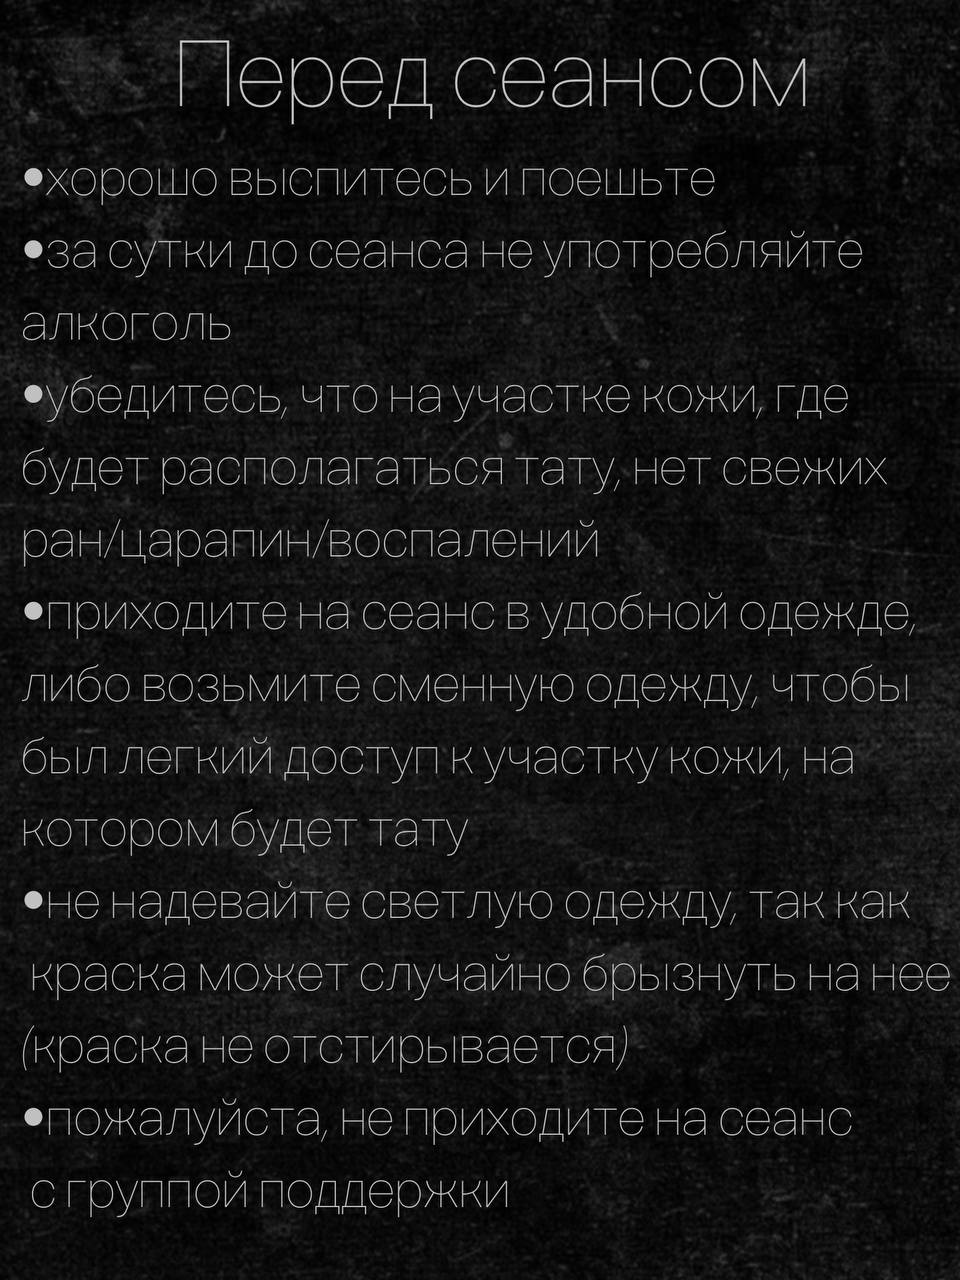 Перед сеансом
•хорошо выспитесь и поешьте
•за сутки до сеанса не употребляйте
алкоголь
•убедитесь, что на участке кожи, где
будет располагаться тату, нет свежих
ран/царапин/воспалений
•приходите на сеанс в удобной одежде,
либо возьмите сменную одежду, чтобы
был легкий доступ к участку кожи, на
котором будет тату
•не надевайте светлую одежду, так как
краска может случайно брызнуть на нее
(краска не отстирывается)
•пожалуйста, не приходите на сеанс
с группой поддержки